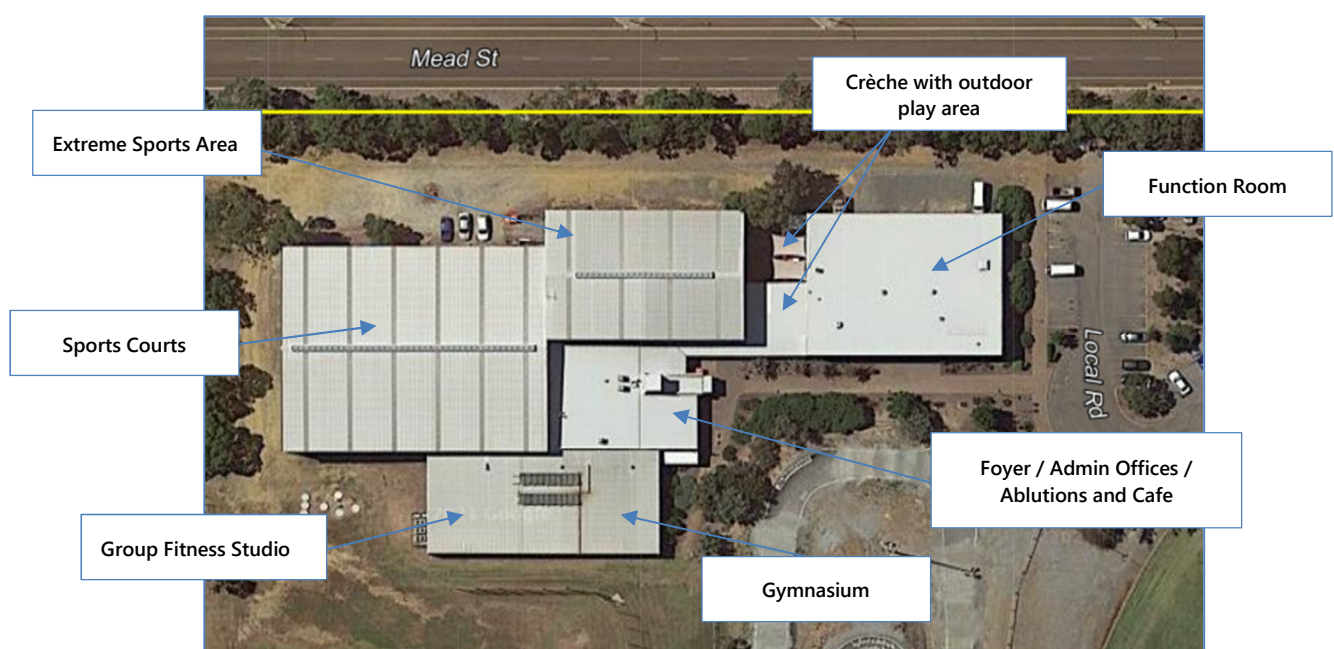 Mead St
Crèche with outdoor
play area
Extreme Sports Area
Function Room
Sports Courts
Local Rd
Foyer / Admin Offices /
Ablutions and Cafe
Group Fitness Studio
Gymnasium